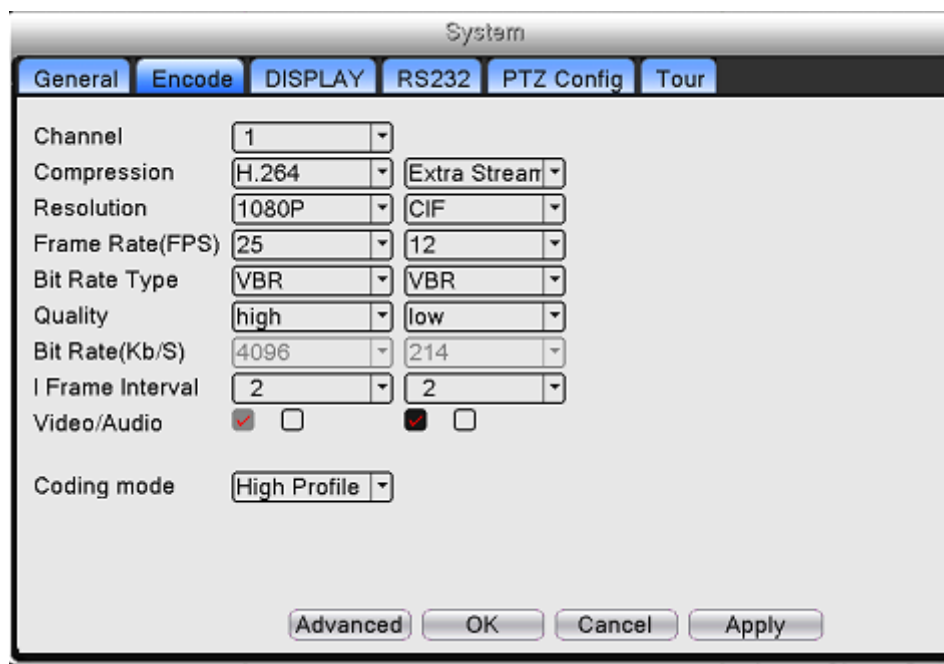 System
General Encode DISPLAY RS232 PTZ Config Tour
Channel 1
Compression H.264 Extra Stream
Resolution 1080P CIF
Frame Rate(FPS) 25 12
Bit Rate Type VBR VBR
Quality high low
Bit Rate(Kb/S) 4096 214
I Frame Interval 2 2
Video/Audio
Coding mode High Profile
Advanced OK Cancel Apply